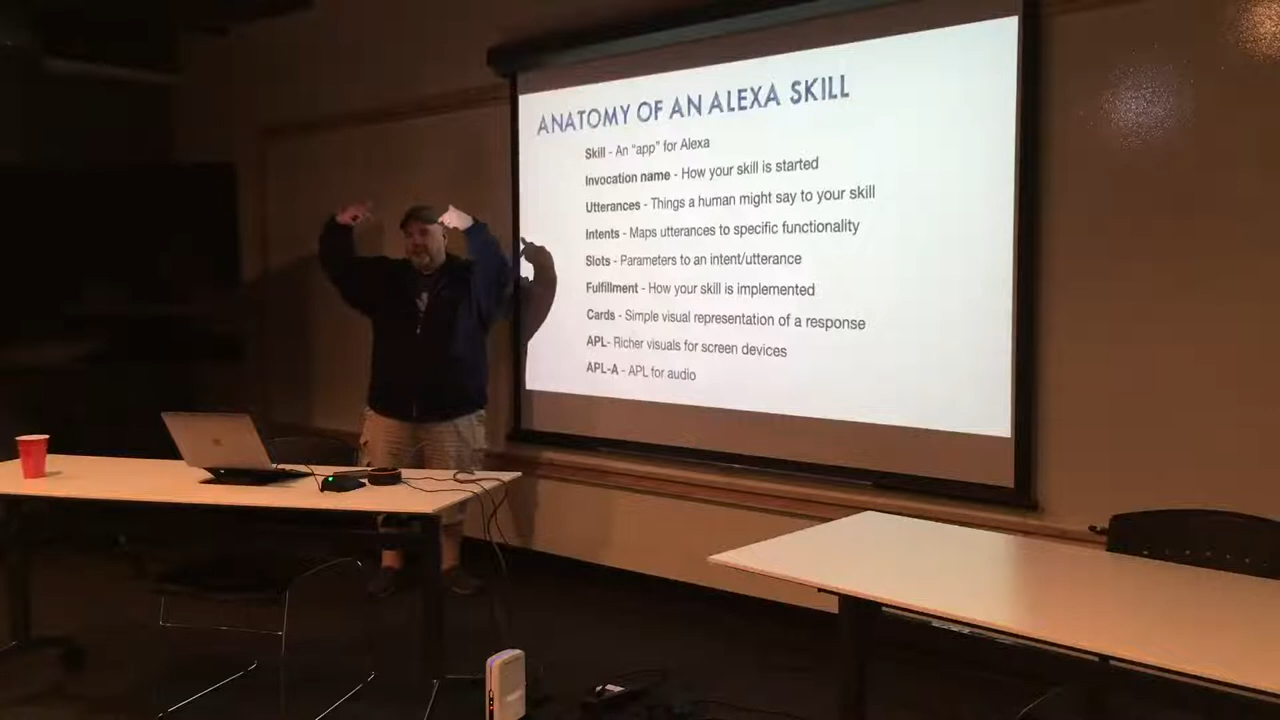 ANATOMY OF AN ALEXA SKILL
Skill - An “app” for Alexa
Invocation name - How your skill is started
Utterances - Things a human might say to your skill
Intents - Maps utterances to specific functionality
Slots - Parameters to an intent/utterance
Fulfillment - How your skill is implemented
Cards - Simple visual representation of a response
APL- Richer visuals for screen devices
APL-A - APL for audio